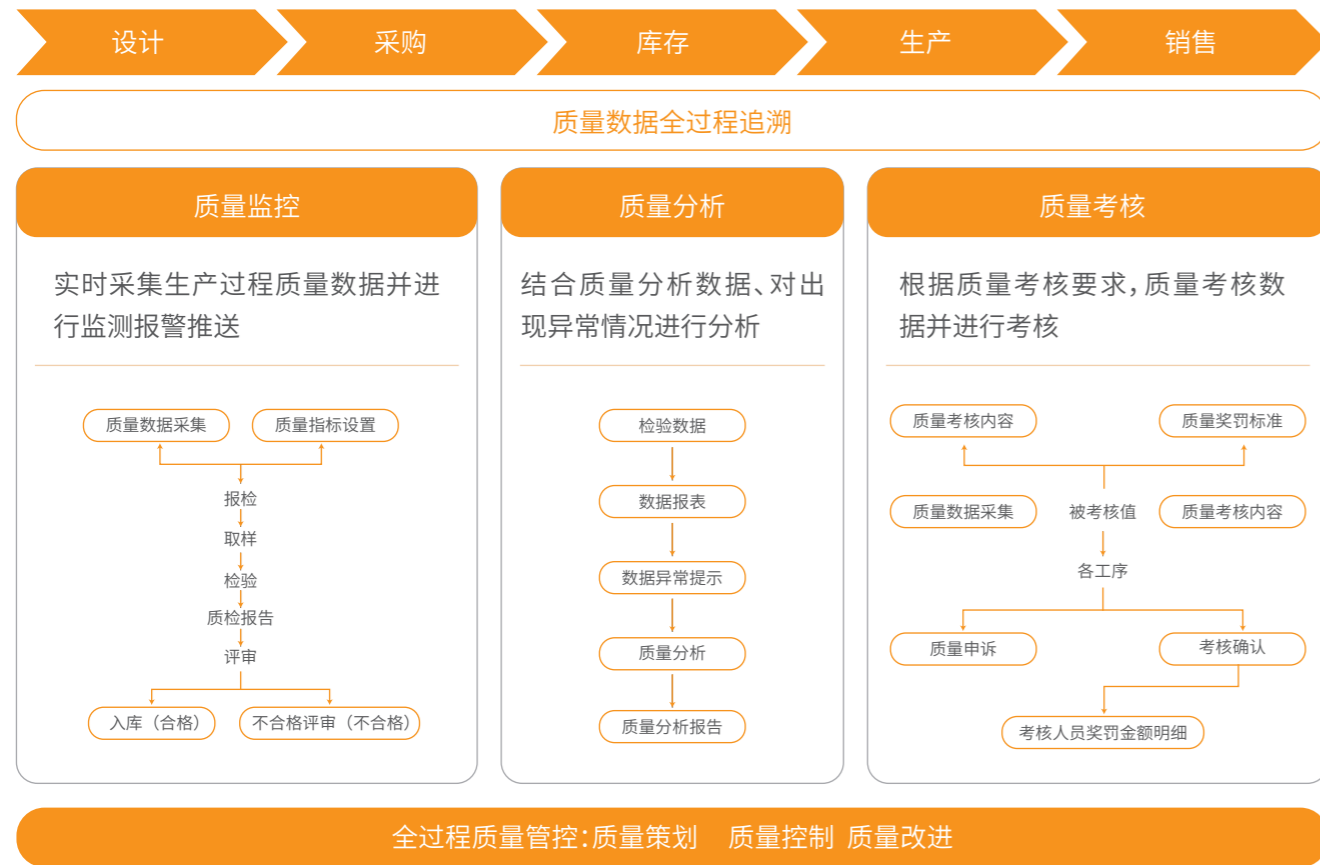 设计
采购
库存
生产
销售
质量数据全过程追溯
质量监控
实时采集生产过程质量数据并进
行监测报警推送
质量数据采集
质量指标设置
报检
取样
检验
质检报告
评审
入库（合格）
不合格评审（不合格）
质量分析
结合质量分析数据、对出
现异常情况进行分析
检验数据
数据报表
数据异常提示
质量分析
质量分析报告
质量考核
根据质量考核要求，质量考核数
据并进行考核
质量考核内容
质量奖罚标准
质量数据采集
被考核值
质量考核内容
各工序
质量申诉
考核确认
考核人员奖罚金额明细
全过程质量管控：质量策划 质量控制 质量改进